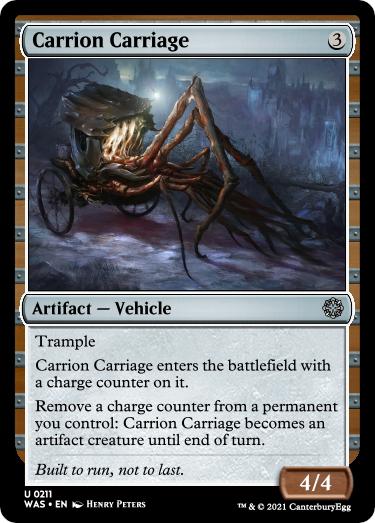 Carrion Carriage 3
Artifact — Vehicle
Trample
Carrion Carriage enters the battlefield with
a charge counter on it.
Remove a charge counter from a permanent
you control: Carrion Carriage becomes an
artifact creature until end of turn.
Built to run, not to last.
4/4
U 0211
WAS • EN Henry Peters
™ & © 2021 CanterburyEgg